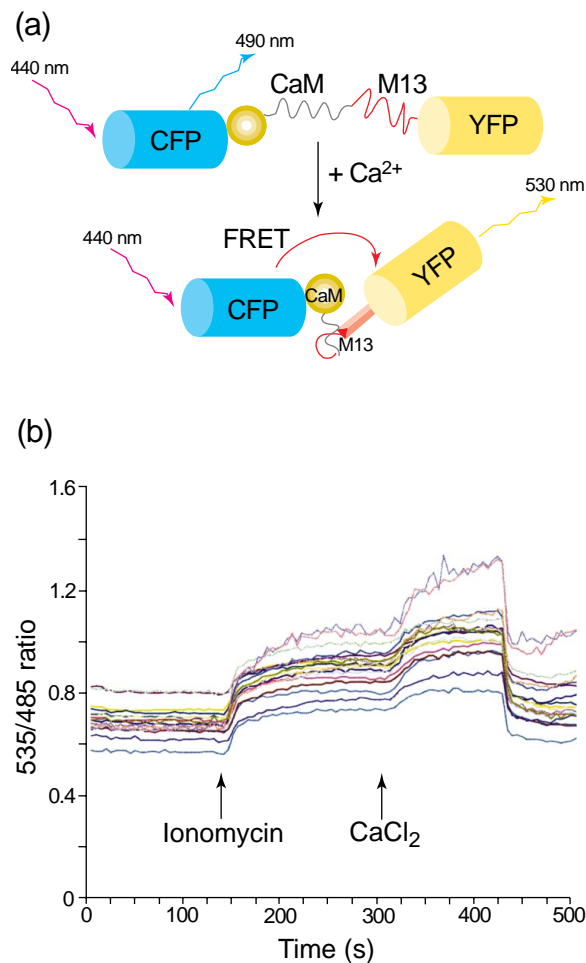 (a)
490 nm
440 nm
CaM M13
CFP
YFP
+ Ca²⁺
530 nm
FRET
440 nm
YFP
CaM
CFP
M13
(b)
1.6
1.2
0.8
0.4
0
535/485 ratio
Ionomycin
CaCl₂
0 100 200 300 400 500
Time (s)